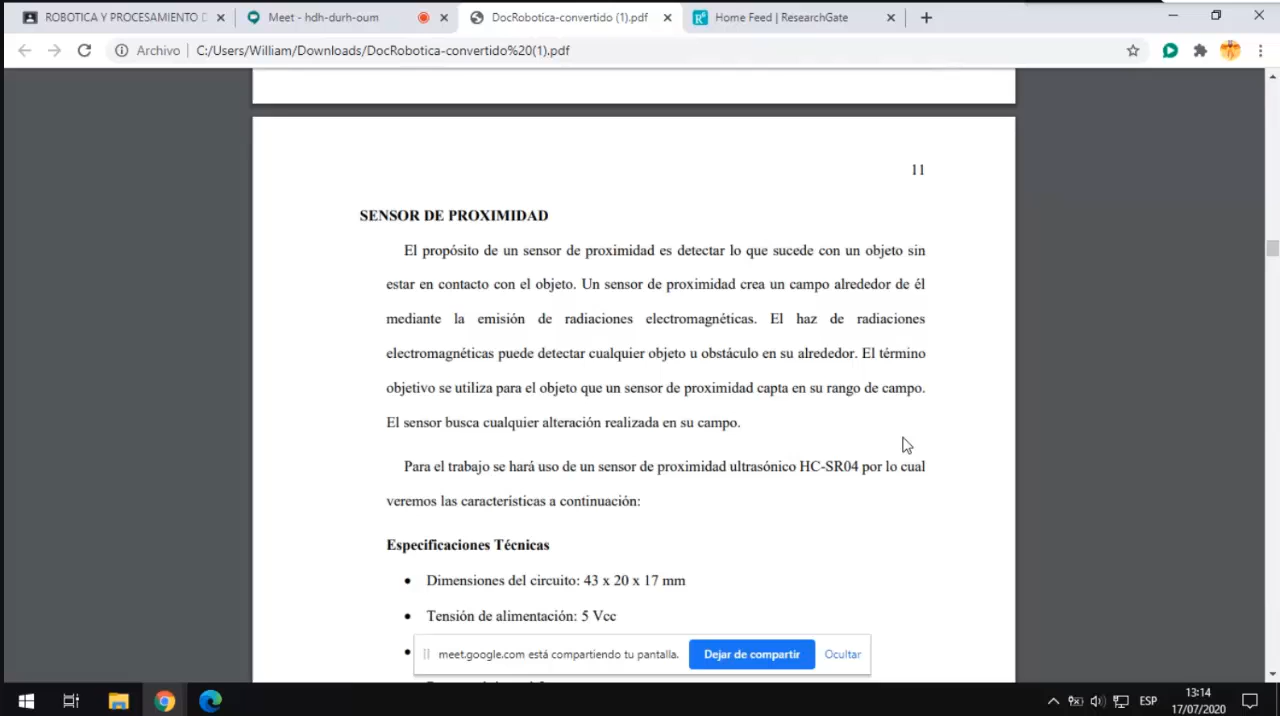 ROBOTICA Y PROCESAMIENTO
Meet - hdh-durh-oum
DocRobotica-convertido (1).pdf
Home Feed | ResearchGate
Archivo
C:/Users/William/Downloads/DocRobotica-convertido%20(1).pdf
11
SENSOR DE PROXIMIDAD
El propósito de un sensor de proximidad es detectar lo que sucede con un objeto sin
estar en contacto con el objeto. Un sensor de proximidad crea un campo alrededor de él
mediante la emisión de radiaciones electromagnéticas. El haz de radiaciones
electromagnéticas puede detectar cualquier objeto u obstáculo en su alrededor. El término
objetivo se utiliza para el objeto que un sensor de proximidad capta en su rango de campo.
El sensor busca cualquier alteración realizada en su campo.
Para el trabajo se hará uso de un sensor de proximidad ultrasónico HC-SR04 por lo cual
veremos las características a continuación:
Especificaciones Técnicas
• Dimensiones del circuito: 43 x 20 x 17 mm
• Tensión de alimentación: 5 Vcc
meet.google.com está compartiendo tu pantalla.
Dejar de compartir
Ocultar
ESP
13:14
17/07/2020